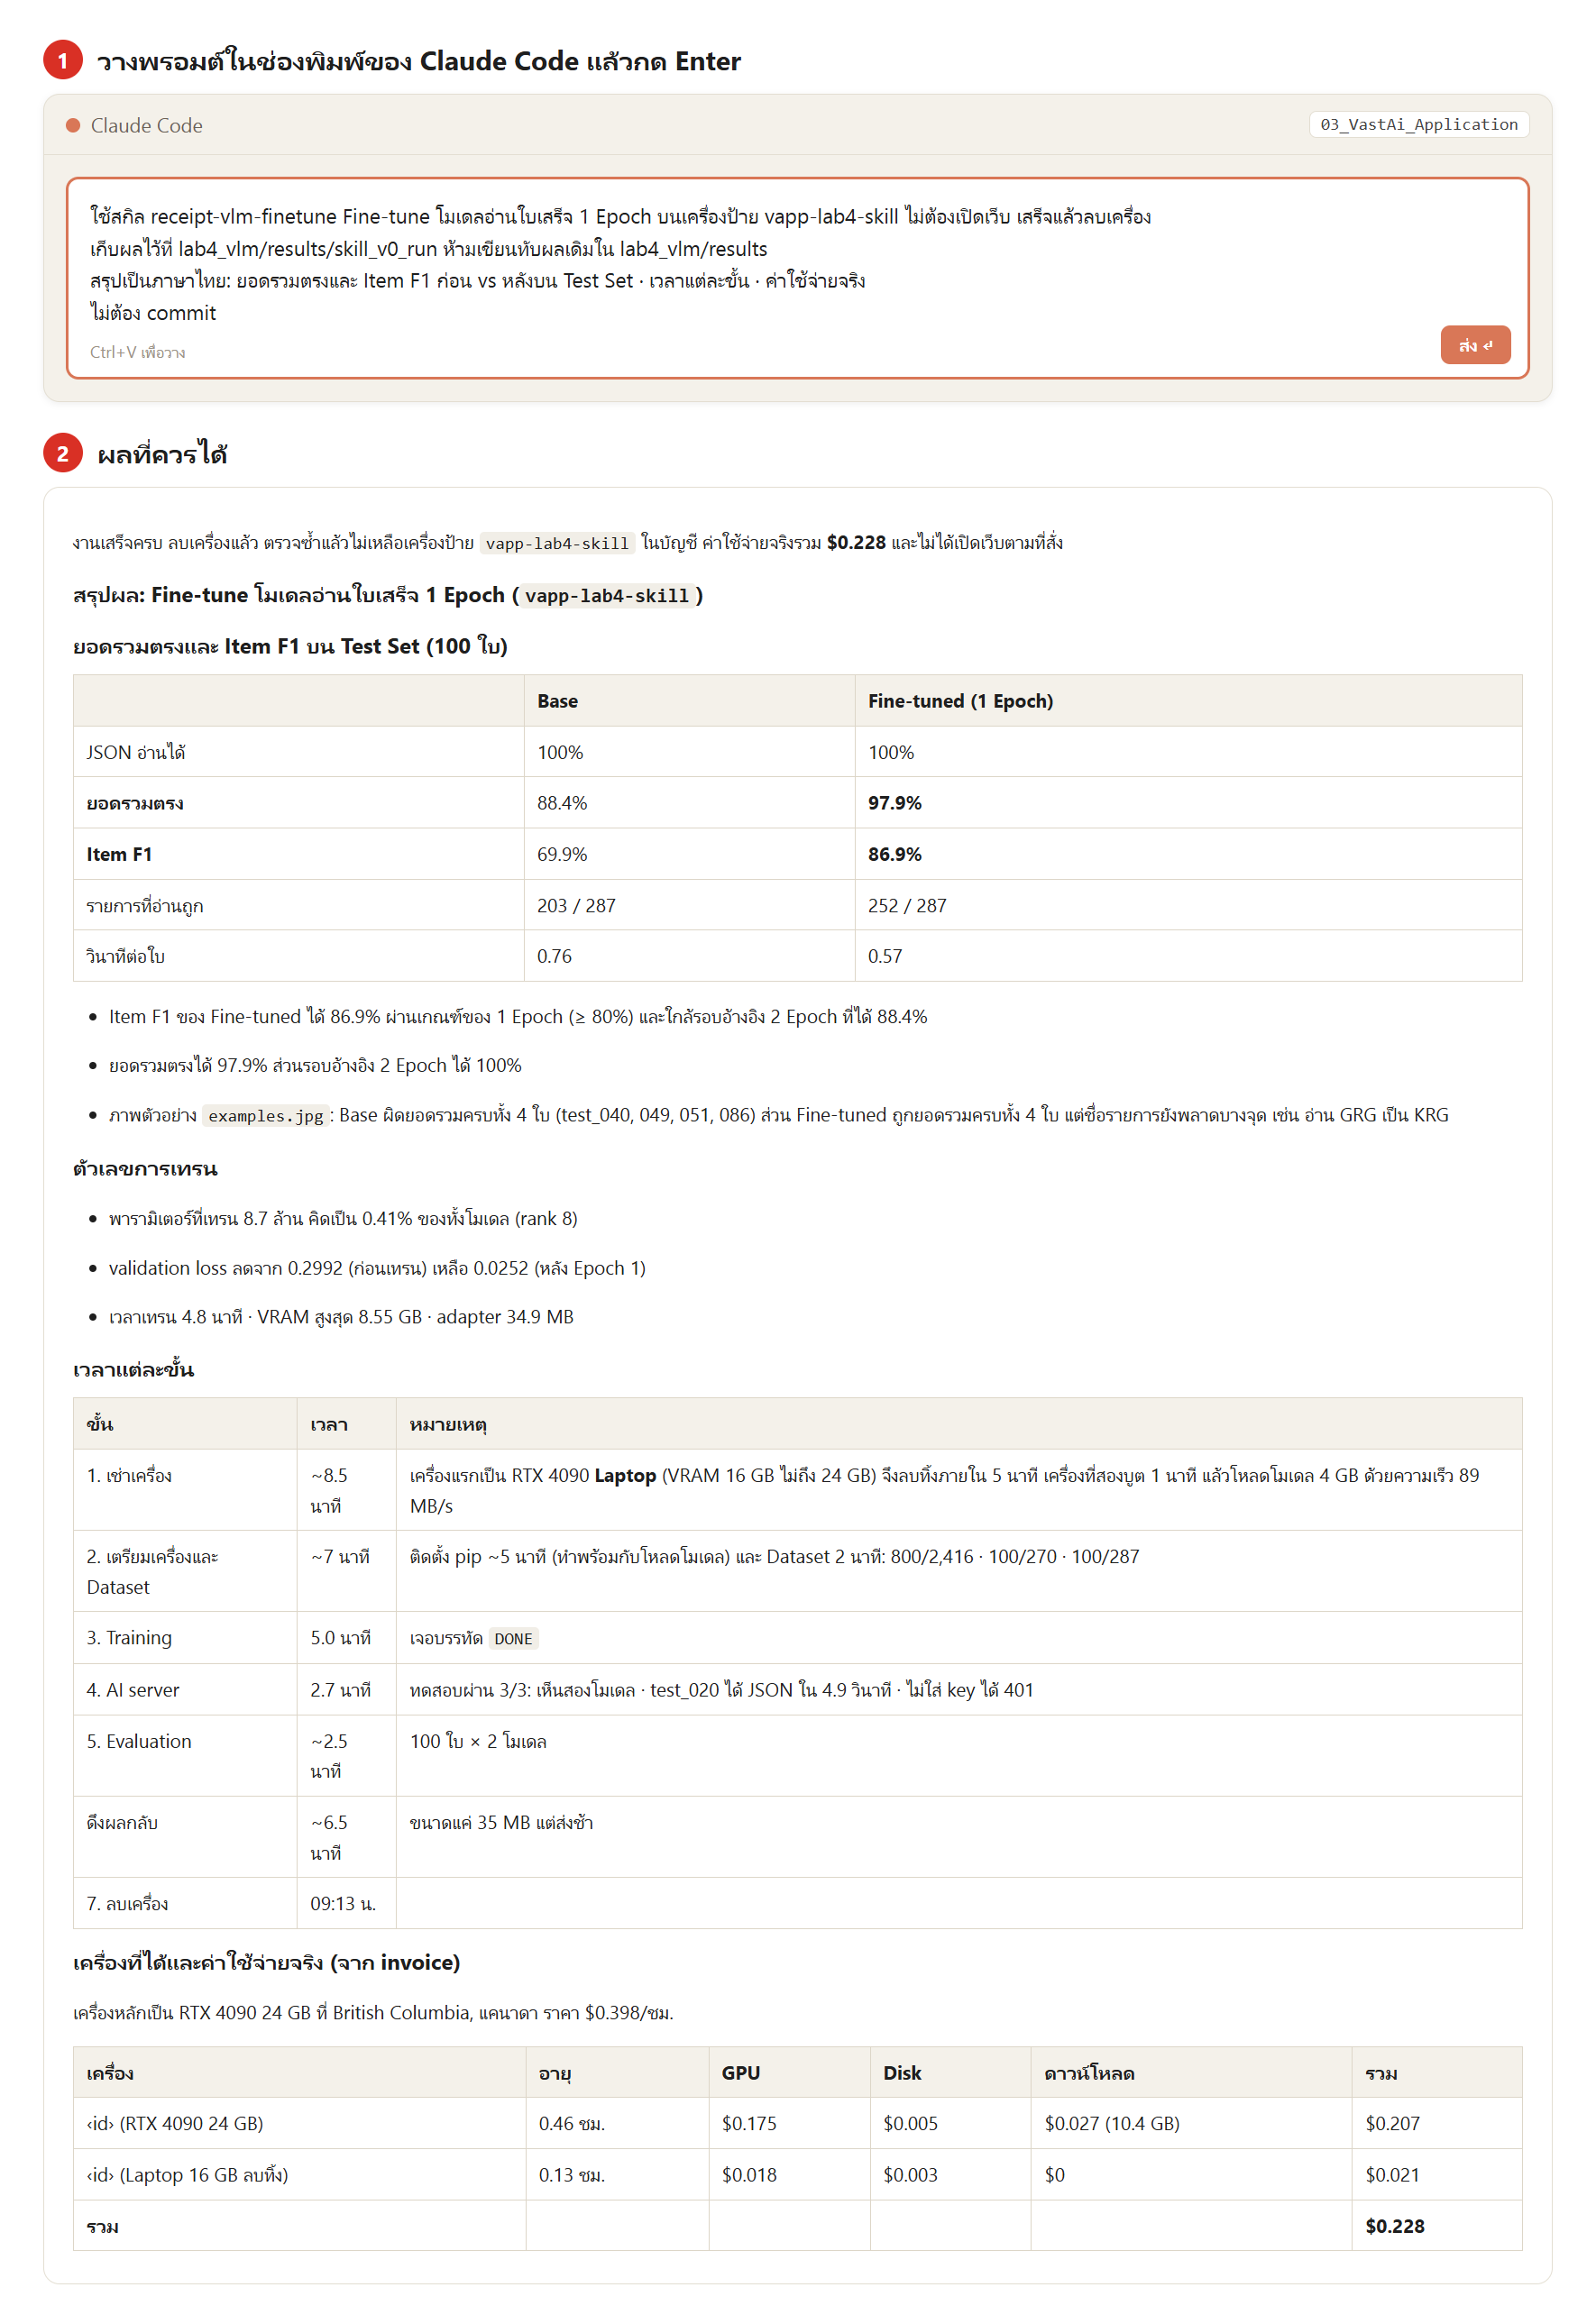 1 วางพรอมต์ในช่องพิมพ์ของ Claude Code แล้วกด Enter
Claude Code
03_VastAi_Application
ใช้สกิล receipt-vlm-finetune Fine-tune โมเดลอ่านใบเสร็จ 1 Epoch บนเครื่องป้าย vapp-lab4-skill ไม่ต้องเปิดเว็บ เสร็จแล้วลบเครื่อง
เก็บผลไว้ที่ lab4_vlm/results/skill_v0_run ห้ามเขียนทับผลเดิมใน lab4_vlm/results
สรุปเป็นภาษาไทย: ยอดรวมตรงและ Item F1 ก่อน vs หลังบน Test Set · เวลาแต่ละขั้น · ค่าใช้จ่ายจริง
ไม่ต้อง commit
Ctrl+V เพื่อวาง
ส่ง ⏎
2 ผลที่ควรได้
งานเสร็จครบ ลบเครื่องแล้ว ตรวจซ้ำแล้วไม่เหลือเครื่องป้าย vapp-lab4-skill ในบัญชี ค่าใช้จ่ายจริงรวม $0.228 และไม่ได้เปิดเว็บตามที่สั่ง
สรุปผล: Fine-tune โมเดลอ่านใบเสร็จ 1 Epoch (vapp-lab4-skill)
ยอดรวมตรงและ Item F1 บน Test Set (100 ใบ)
Base Fine-tuned (1 Epoch)
JSON อ่านได้ 100% 100%
ยอดรวมตรง 88.4% 97.9%
Item F1 69.9% 86.9%
รายการที่อ่านถูก 203 / 287 252 / 287
วินาทีต่อใบ 0.76 0.57
• Item F1 ของ Fine-tuned ได้ 86.9% ผ่านเกณฑ์ของ 1 Epoch (≥ 80%) และใกล้รอบอ้างอิง 2 Epoch ที่ได้ 88.4%
• ยอดรวมตรงได้ 97.9% ส่วนรอบอ้างอิง 2 Epoch ได้ 100%
• ภาพตัวอย่าง examples.jpg: Base ผิดยอดรวมครบทั้ง 4 ใบ (test_040, 049, 051, 086) ส่วน Fine-tuned ถูกยอดรวมครบทั้ง 4 ใบ แต่ชื่อรายการยังพลาดบางจุด เช่น อ่าน GRG เป็น KRG
ตัวเลขการเทรน
• พารามิเตอร์ที่เทรน 8.7 ล้าน คิดเป็น 0.41% ของทั้งโมเดล (rank 8)
• validation loss ลดจาก 0.2992 (ก่อนเทรน) เหลือ 0.0252 (หลัง Epoch 1)
• เวลาเทรน 4.8 นาที · VRAM สูงสุด 8.55 GB · adapter 34.9 MB
เวลาแต่ละขั้น
ขั้น เวลา หมายเหตุ
1. เช่าเครื่อง ~8.5 เครื่องแรกเป็น RTX 4090 Laptop (VRAM 16 GB ไม่ถึง 24 GB) จึงลบทิ้งภายใน 5 นาที เครื่องที่สองบูต 1 นาที แล้วโหลดโมเดล 4 GB ด้วยความเร็ว 89
นาที MB/s
2. เตรียมเครื่องและ ~7 นาที ติดตั้ง pip ~5 นาที (ทำพร้อมกับโหลดโมเดล) และ Dataset 2 นาที: 800/2,416 · 100/270 · 100/287
Dataset
3. Training 5.0 นาที เจอบรรทัด DONE
4. AI server 2.7 นาที ทดสอบผ่าน 3/3: เห็นสองโมเดล · test_020 ได้ JSON ใน 4.9 วินาที · ไม่ใส่ key ได้ 401
5. Evaluation ~2.5 100 ใบ × 2 โมเดล
นาที
ดึงผลกลับ ~6.5 ขนาดแค่ 35 MB แต่ส่งช้า
นาที
7. ลบเครื่อง 09:13 น.
เครื่องที่ได้และค่าใช้จ่ายจริง (จาก invoice)
เครื่องหลักเป็น RTX 4090 24 GB ที่ British Columbia, แคนาดา ราคา $0.398/ชม.
เครื่อง อายุ GPU Disk ดาวน์โหลด รวม
‹id› (RTX 4090 24 GB) 0.46 ชม. $0.175 $0.005 $0.027 (10.4 GB) $0.207
‹id› (Laptop 16 GB ลบทิ้ง) 0.13 ชม. $0.018 $0.003 $0 $0.021
รวม $0.228